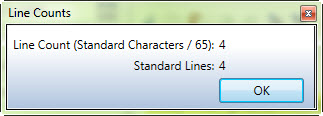 Line Counts
Line Count (Standard Characters / 65): 4
Standard Lines: 4
OK